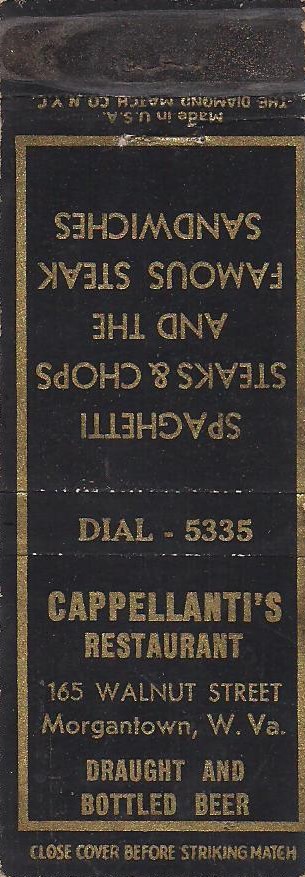 CAPPELLANTI'S
RESTAURANT
165 WALNUT STREET
Morgantown, W. Va.
DRAUGHT AND
BOTTLED BEER
CLOSE COVER BEFORE STRIKING MATCH
DIAL - 5335
SPAGHETTI
STEAKS & CHOPS
AND THE
FAMOUS STEAK
SANDWICHES
Made in U.S.A.
THE DIAMOND MATCH CO. N.Y.C.